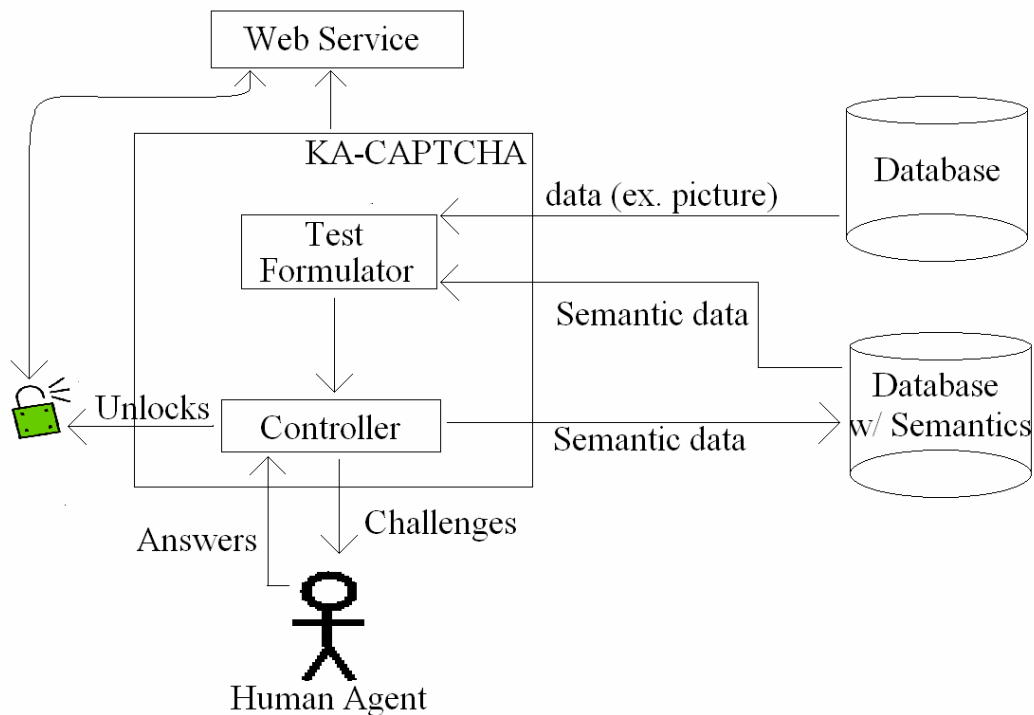 Web Service
KA-CAPTCHA
Database
data (ex. picture)
Test
Formulator
Semantic data
Database
w/ Semantics
Unlocks
Controller
Semantic data
Answers
Challenges
Human Agent